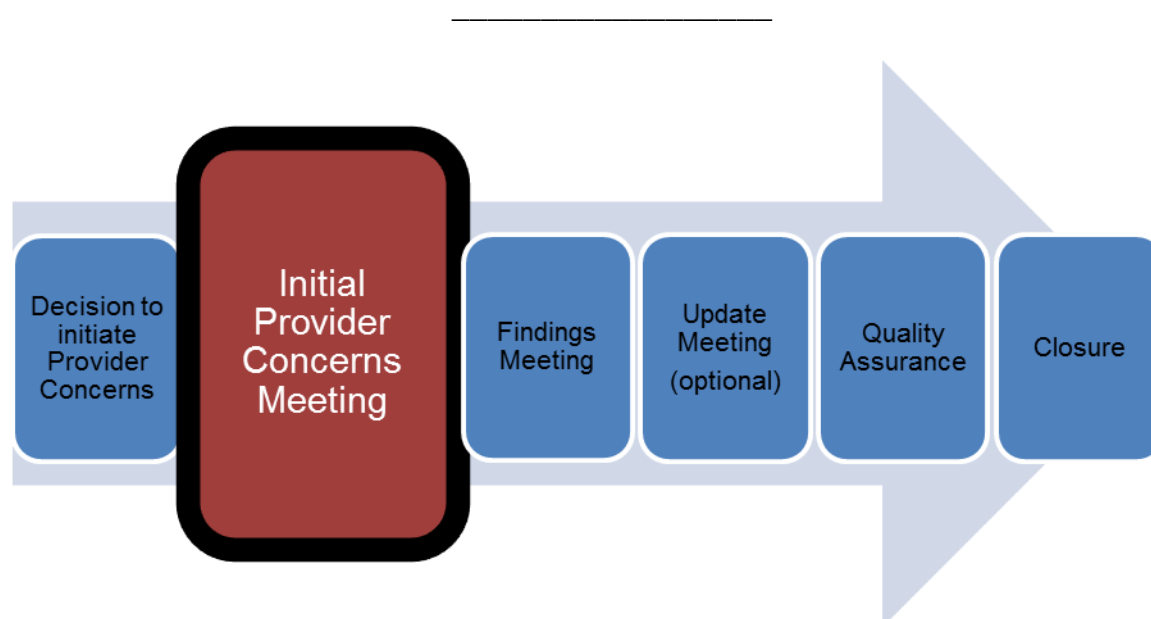 Decision to
initiate
Provider
Concerns
Initial
Provider
Concerns
Meeting
Findings
Meeting
Update
Meeting
(optional)
Quality
Assurance
Closure